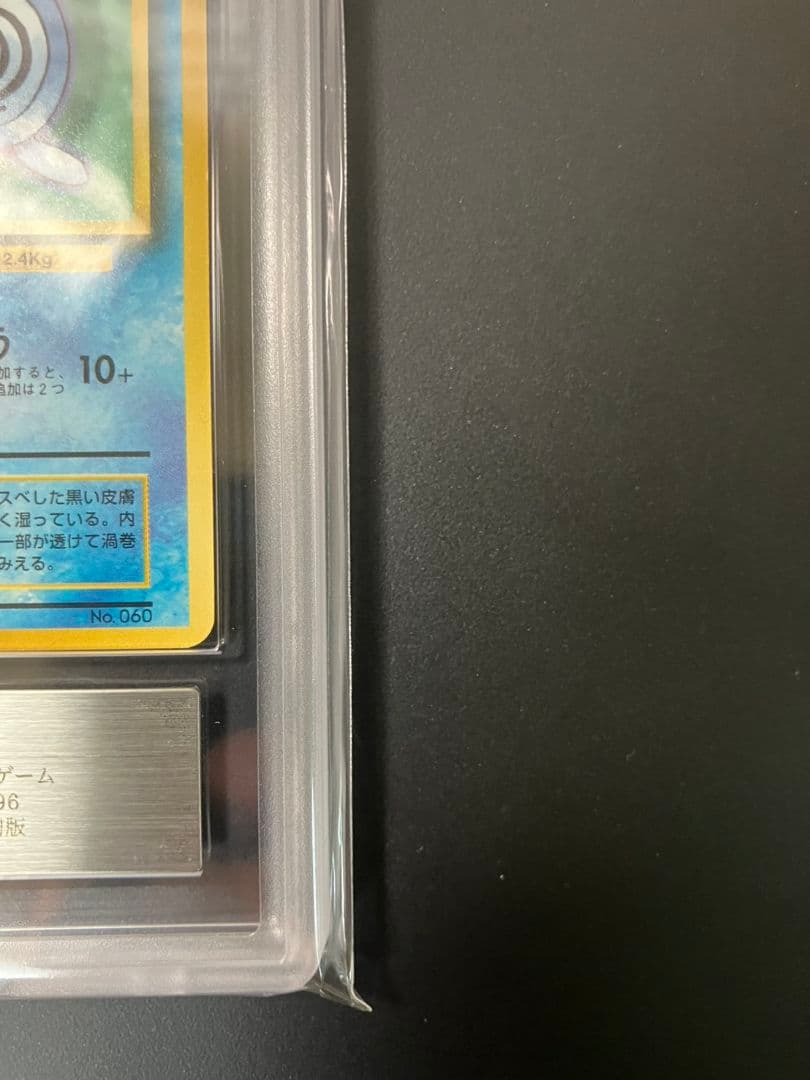 2.4Kg
う
加すると、
追加は2つ
10+
スベした黒い皮膚
く湿っている。内
一部が透けて渦巻
みえる。
No. 060
ゲーム
96
版